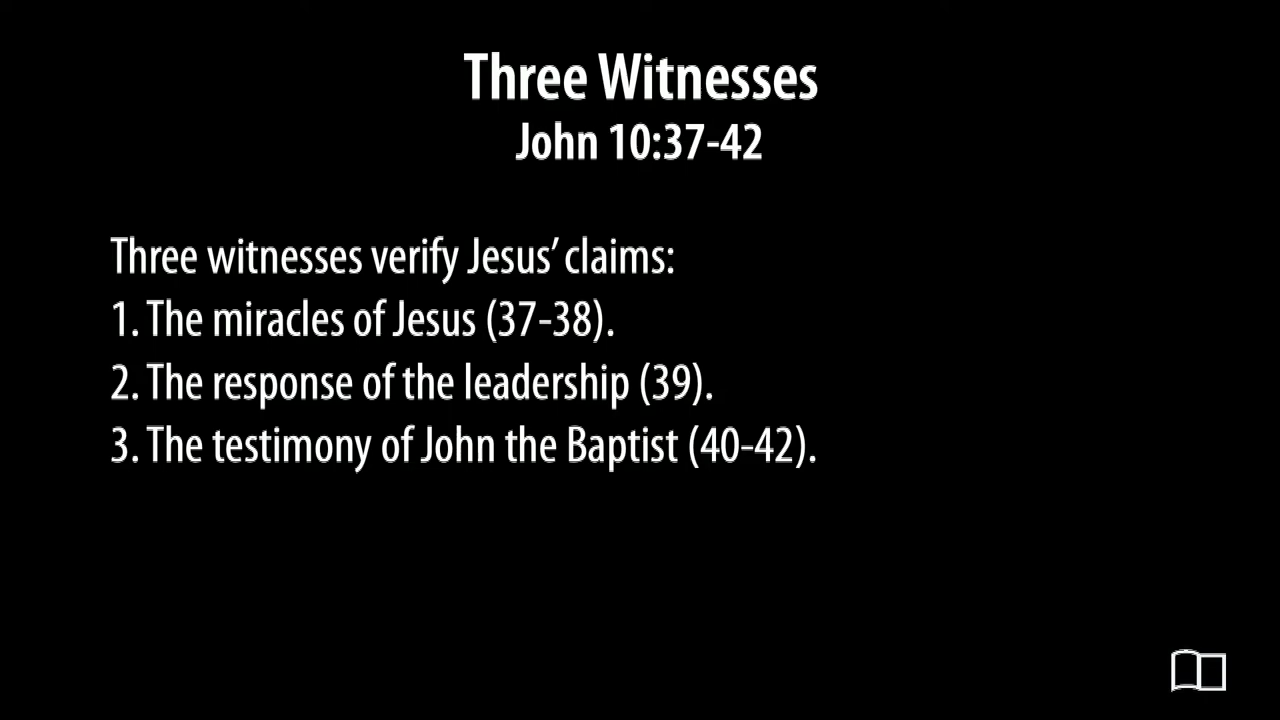 Three Witnesses
John 10:37-42
Three witnesses verify Jesus’ claims:
1. The miracles of Jesus (37-38).
2. The response of the leadership (39).
3. The testimony of John the Baptist (40-42).